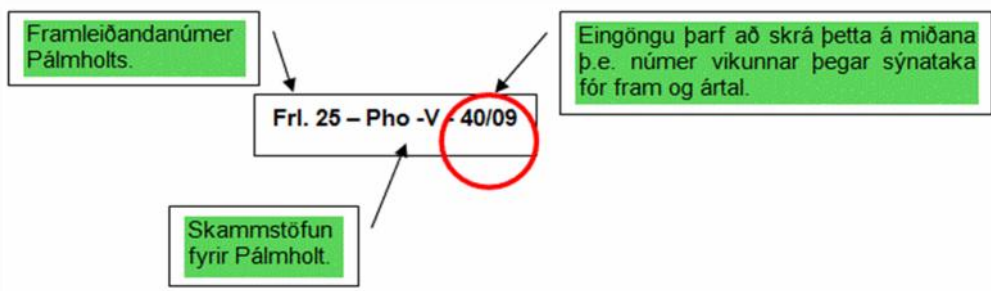 Framleiðandanúmer
Pálmholts.
Eingöngu þarf að skrá þetta á miðana
þ.e. númer vikunnar þegar sýnataka
fór fram og ártal.
Frl. 25 – Pho -V - 40/09
Skammstöfun
fyrir Pálmholt.